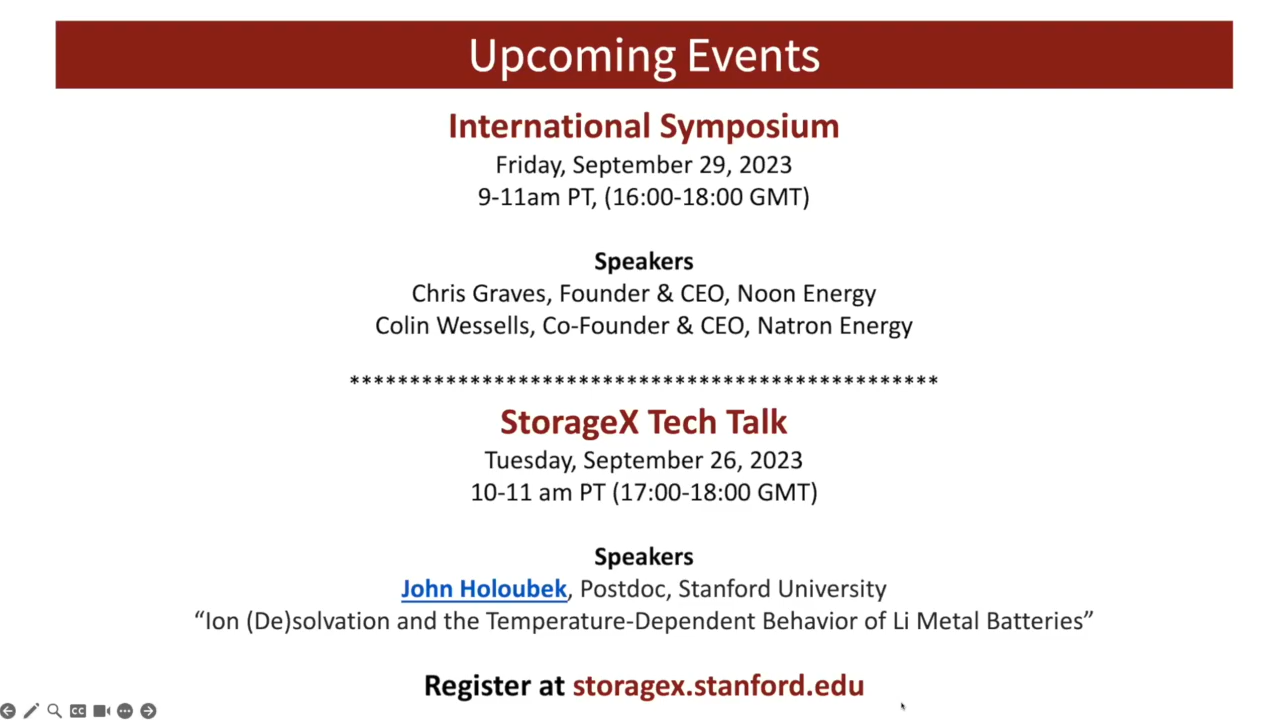 Upcoming Events
International Symposium
Friday, September 29, 2023
9-11am PT, (16:00-18:00 GMT)
Speakers
Chris Graves, Founder & CEO, Noon Energy
Colin Wessells, Co-Founder & CEO, Natron Energy
*************************************************
StorageX Tech Talk
Tuesday, September 26, 2023
10-11 am PT (17:00-18:00 GMT)
Speakers
John Holoubek, Postdoc, Stanford University
“Ion (De)solvation and the Temperature-Dependent Behavior of Li Metal Batteries”
Register at storagex.stanford.edu
CC